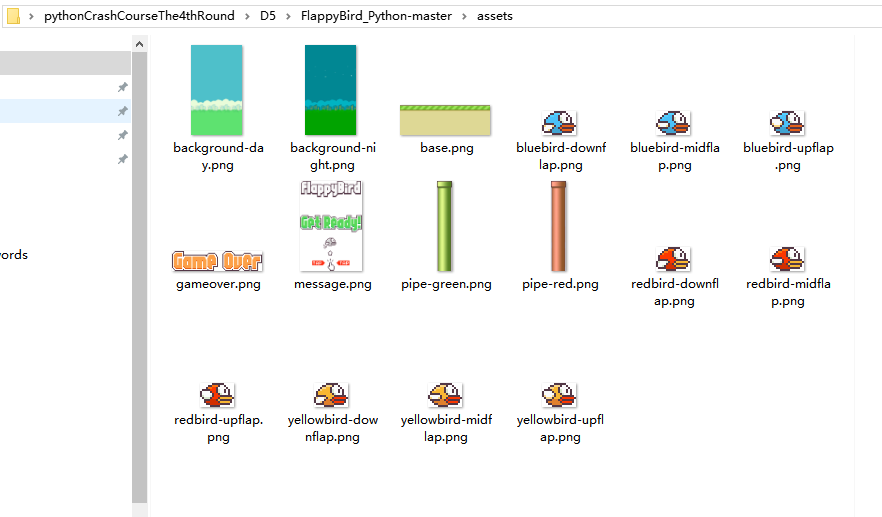 pythonCrashCourseThe4thRound > D5 > FlappyBird_Python-master > assets
background-da
y.png
background-ni
ght.png
base.png
bluebird-downf
lap.png
bluebird-midfla
p.png
bluebird-upflap
.png
ords
FlappyBird
Get Ready!
Game Over
gameover.png
message.png
pipe-green.png
pipe-red.png
redbird-downfl
ap.png
redbird-midfla
p.png
redbird-upflap.
png
yellowbird-dow
nflap.png
yellowbird-midf
lap.png
yellowbird-upfl
ap.png